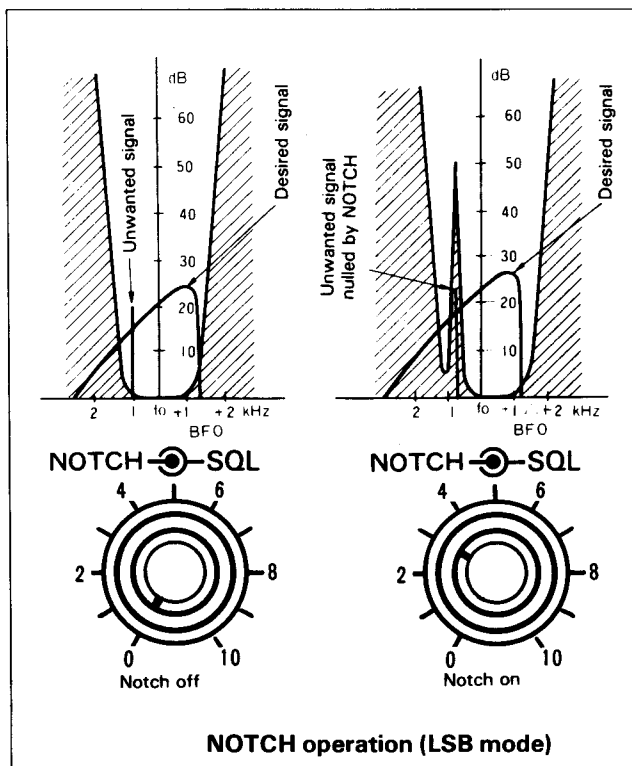 dB
60
50
40
30
20
10
Unwanted signal
Desired signal
2 1 fo +1 +2 kHz
BFO
dB
60
50
40
30
20
10
Unwanted signal
nulled by NOTCH
Desired signal
2 1 fo +1 +2 kHz
BFO
NOTCH SQL
0
2
4
6
8
10
Notch off
NOTCH SQL
0
2
4
6
8
10
Notch on
NOTCH operation (LSB mode)